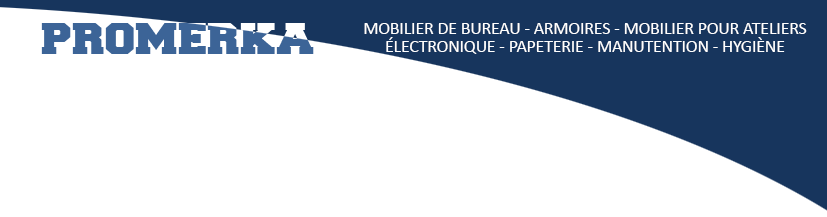 PROMERKA
MOBILIER DE BUREAU - ARMOIRES - MOBILIER POUR ATELIERS
ÉLECTRONIQUE - PAPETERIE - MANUTENTION - HYGIÈNE